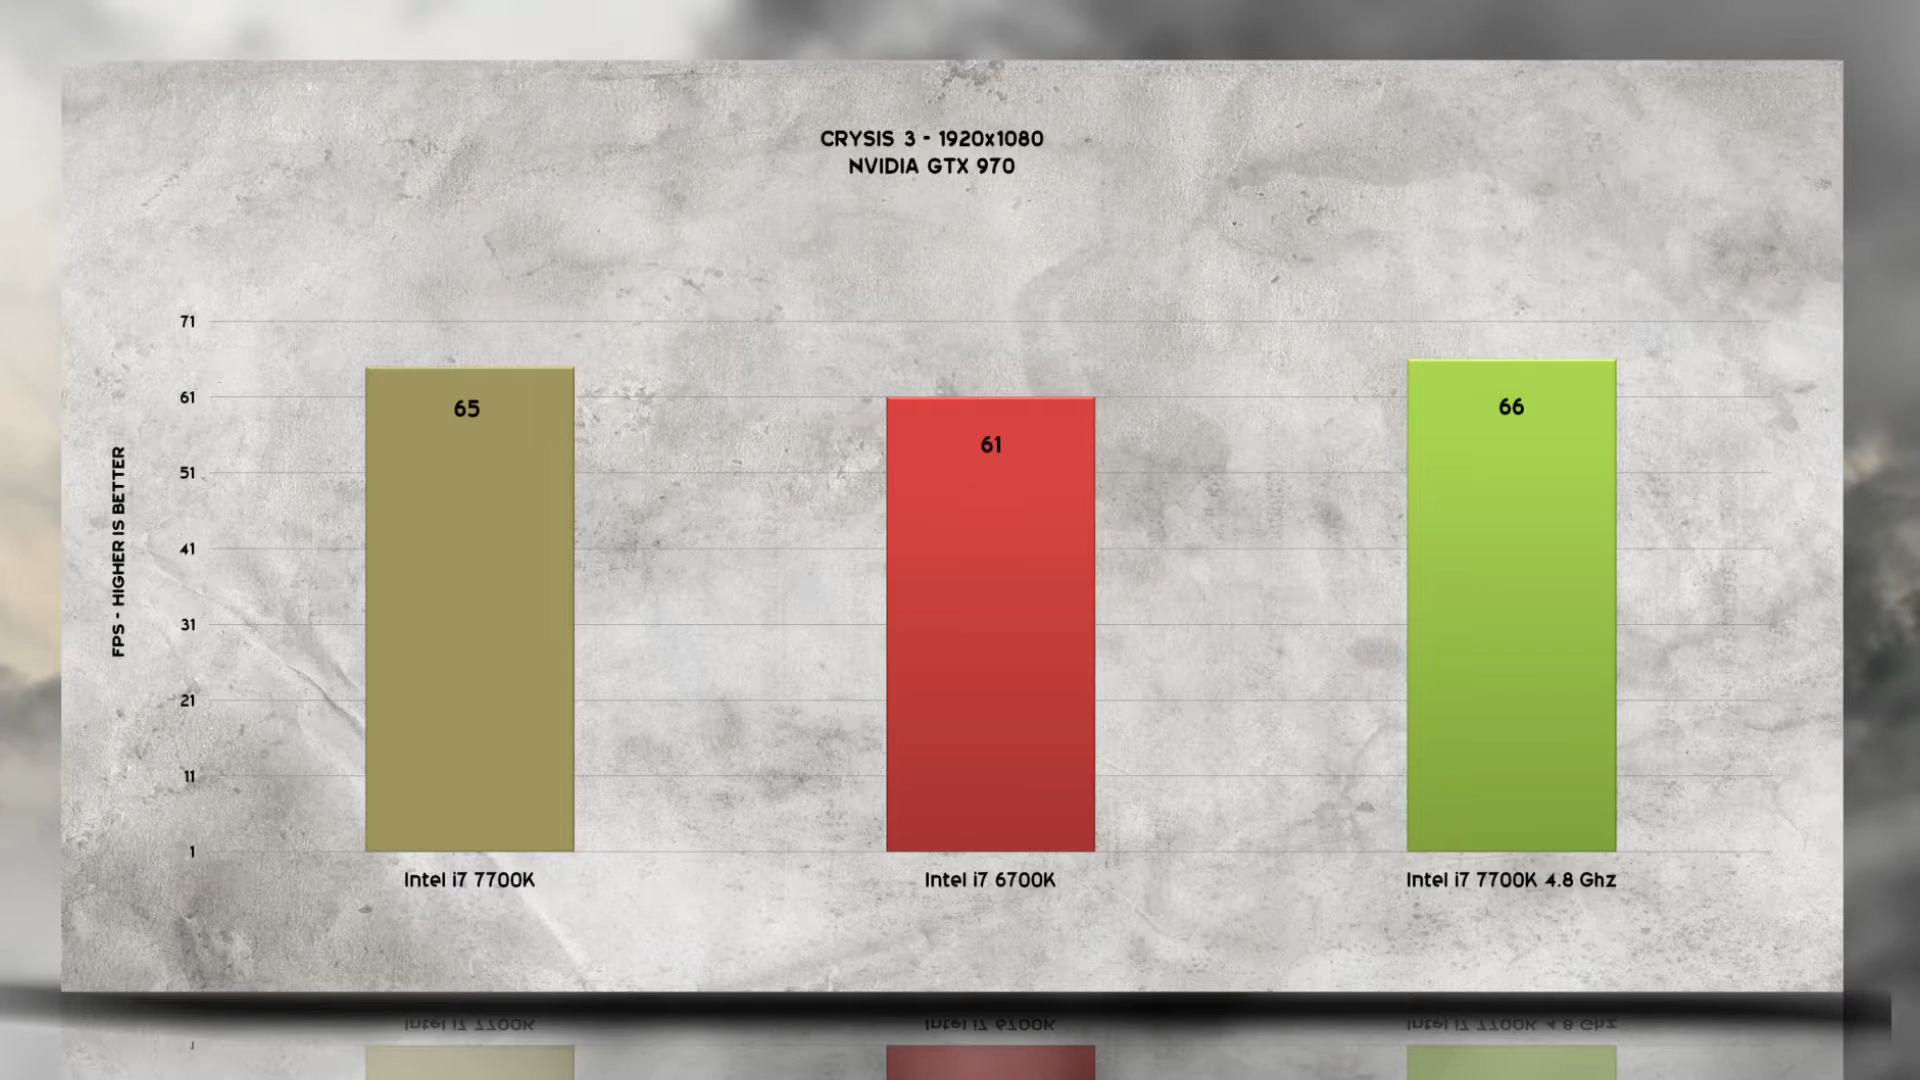 CRYSIS 3 - 1920x1080
NVIDIA GTX 970
FPS - HIGHER IS BETTER
71
61
51
41
31
21
11
1
65
61
66
Intel i7 7700K
Intel i7 6700K
Intel i7 7700K 4.8 Ghz